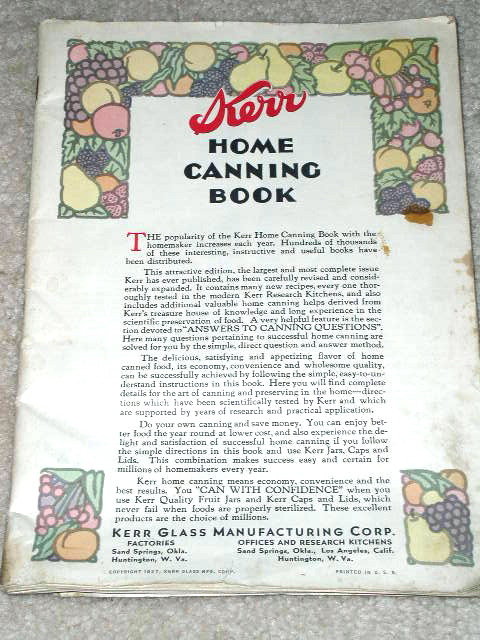 Kerr
HOME
CANNING
BOOK
THE popularity of the Kerr Home Canning Book with the
homemaker increases each year. Hundreds of thousands
of these interesting, instructive and useful books have
been distributed.
This attractive edition, the largest and most complete issue
Kerr has ever published, has been carefully revised and consid-
erably expanded. It contains many new recipes, every one thor-
oughly tested in the modern Kerr Research Kitchens, and also
includes additional valuable home canning helps derived from
Kerr's treasure house of knowledge and long experience in the
scientific preservation of food. A very helpful feature is the sec-
tion devoted to "ANSWERS TO CANNING QUESTIONS".
Here many questions pertaining to successful home canning are
solved for you by the simple, direct question and answer method.
The delicious, satisfying and appetizing flavor of home
canned food, its economy, convenience and wholesome quality,
can be successfully achieved by following the simple, easy-to-un-
derstand instructions in this book. Here you will find complete
details for the art of canning and preserving in the home—direc-
tions which have been scientifically tested by Kerr and which
are supported by years of research and practical application.
Do your own canning and save money. You can enjoy bet-
ter food the year round at lower cost, and also experience the de-
light and satisfaction of successful home canning if you follow
the simple directions in this book and use Kerr Jars, Caps and
Lids. This combination makes success easy and certain for
millions of homemakers every year.
Kerr home canning means economy, convenience and the
best results. You "CAN WITH CONFIDENCE" when you
use Kerr Quality Fruit Jars and Kerr Caps and Lids, which
never fail when foods are properly sterilized. These excellent
products are the choice of millions.
KERR GLASS MANUFACTURING CORP.
FACTORIES OFFICES AND RESEARCH KITCHENS
Sand Springs, Okla. Sand Springs, Okla., Los Angeles, Calif.
Huntington, W. Va. Huntington, W. Va.
COPYRIGHT 1937, KERR GLASS MFG. CORP. PRINTED IN U. S. A.